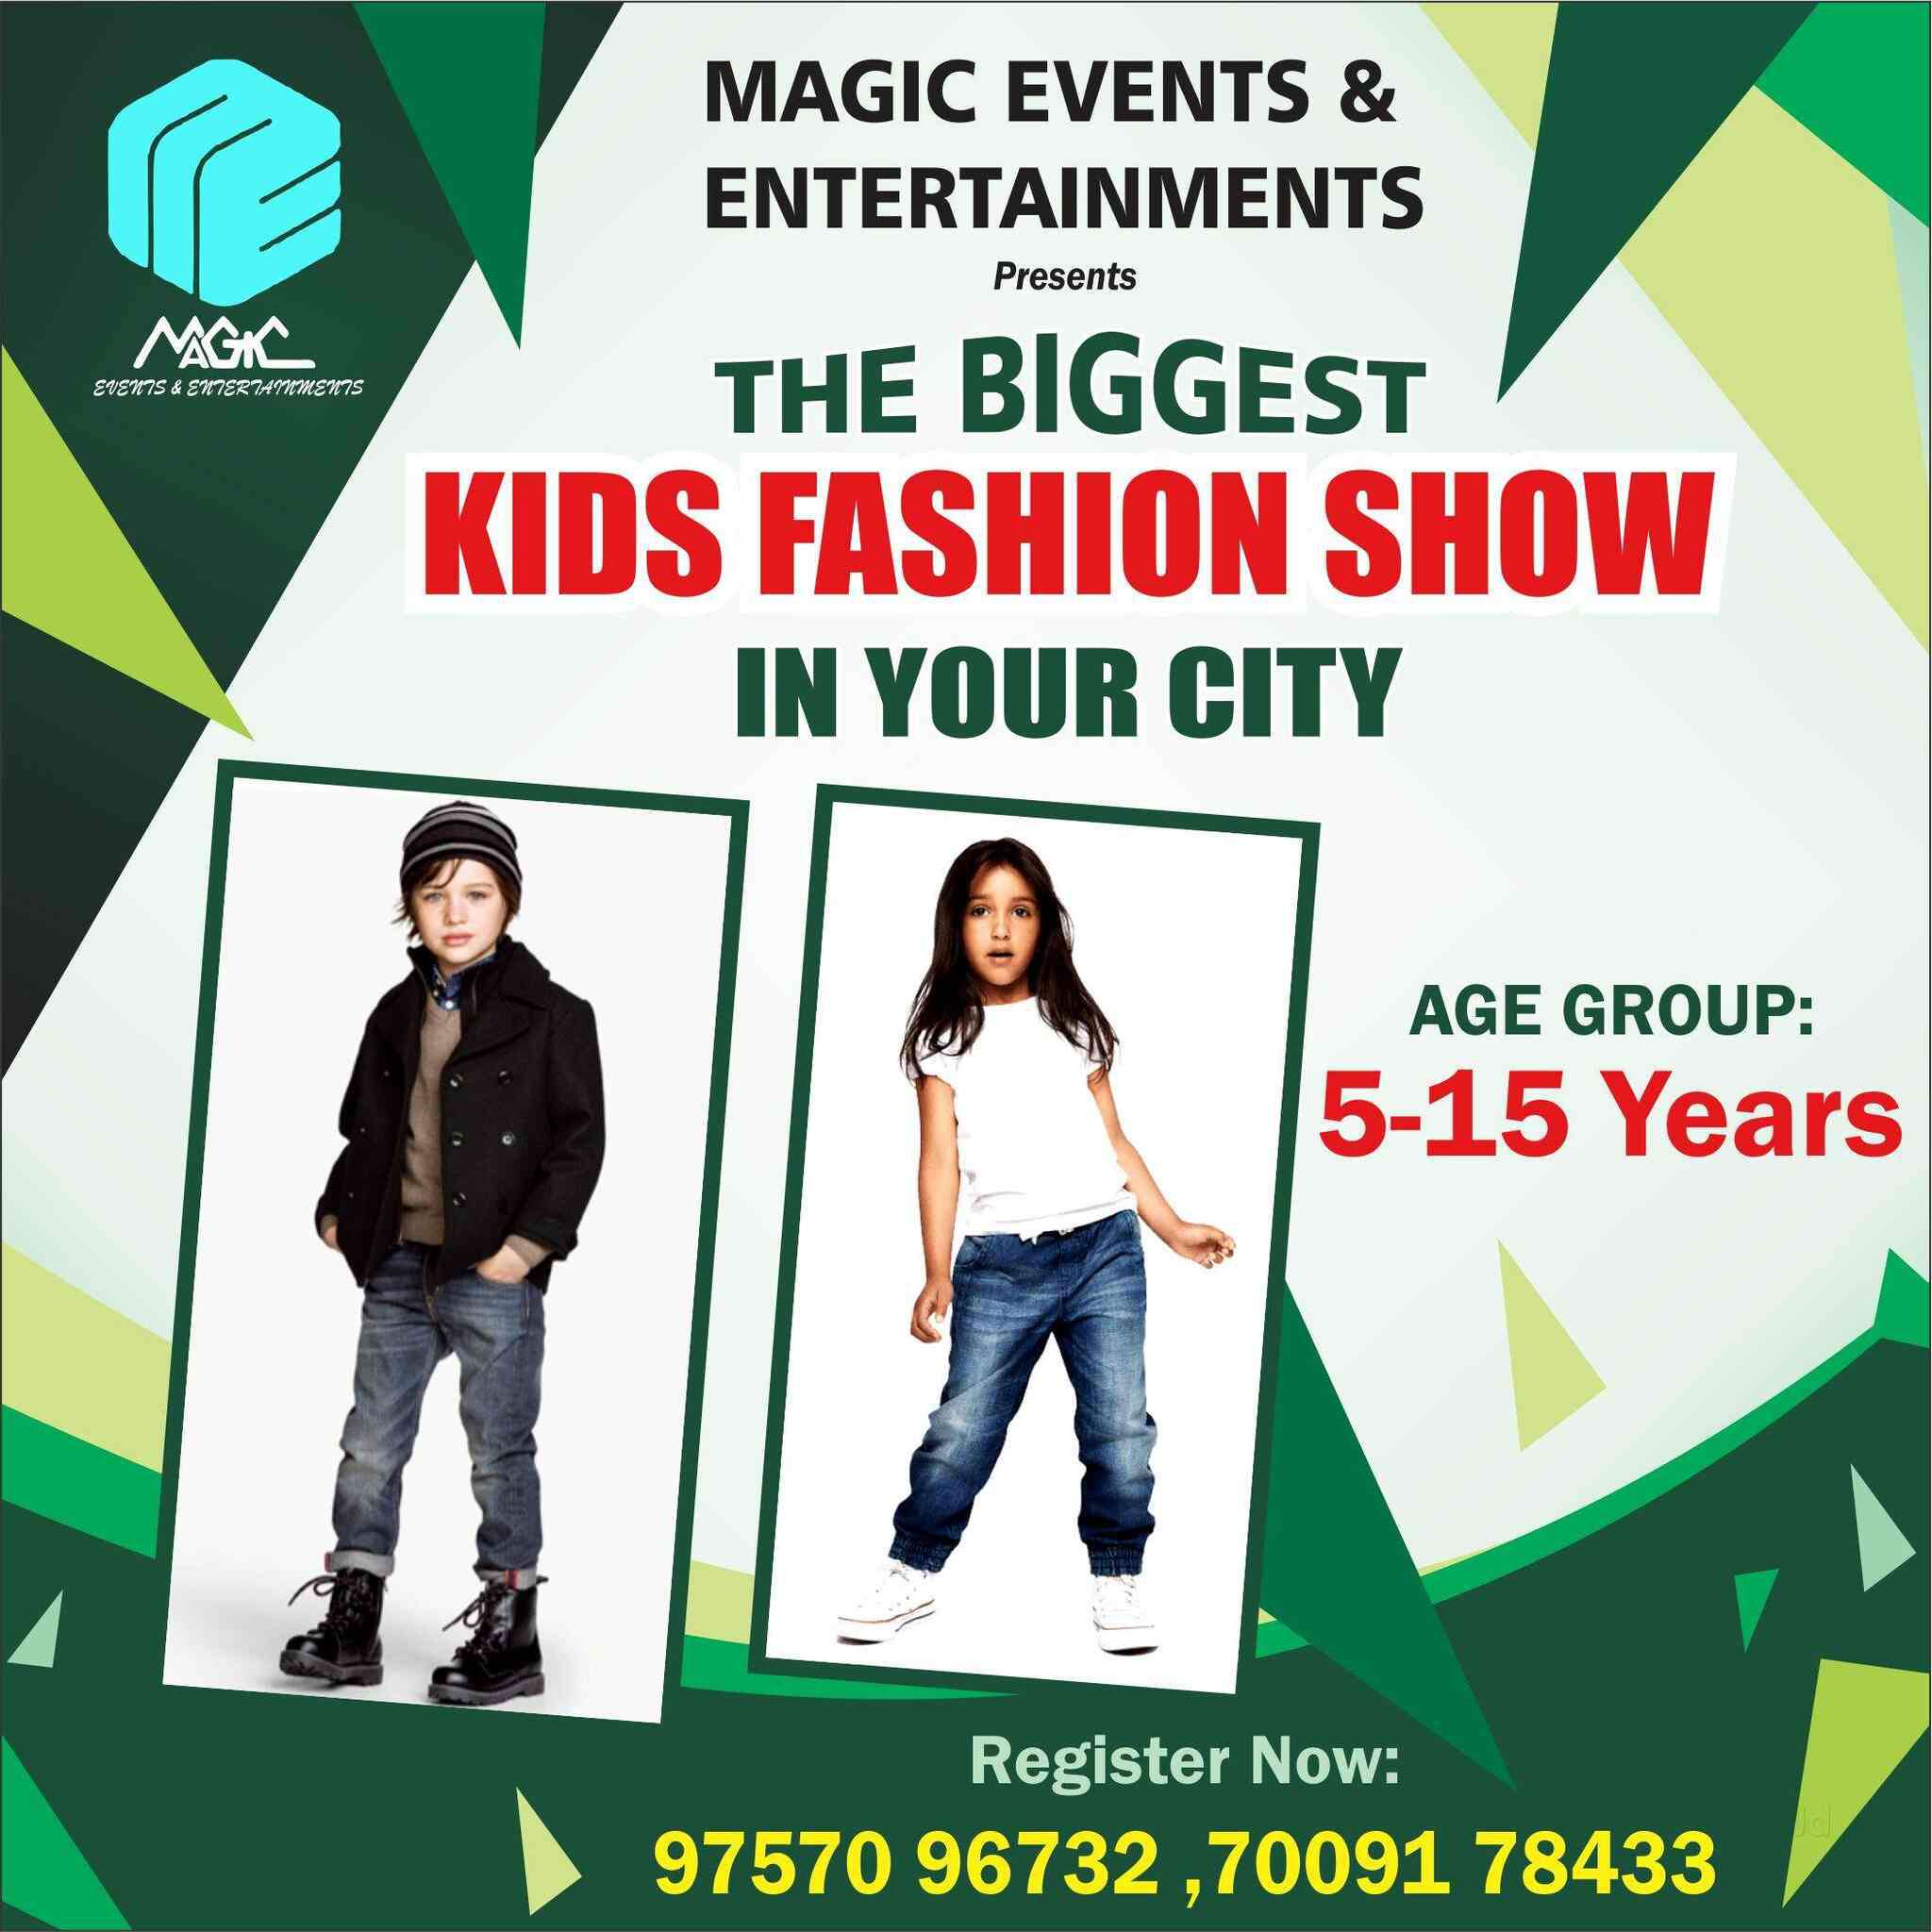 MAGIC
EVENTS & ENTERTAINMENTS
MAGIC EVENTS &
ENTERTAINMENTS
Presents
THE BIGGEST
KIDS FASHION SHOW
IN YOUR CITY
AGE GROUP:
5-15 Years
Register Now:
97570 96732 ,70091 78433
Jd